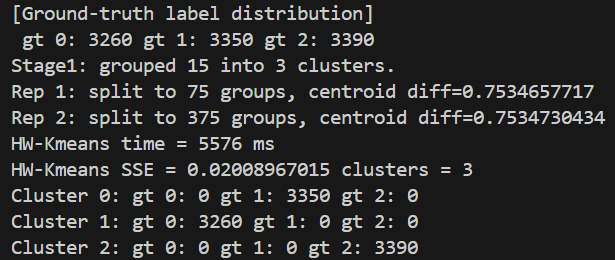 [Ground-truth label distribution]
gt 0: 3260 gt 1: 3350 gt 2: 3390
Stage1: grouped 15 into 3 clusters.
Rep 1: split to 75 groups, centroid diff=0.7534657717
Rep 2: split to 375 groups, centroid diff=0.7534730434
HW-Kmeans time = 5576 ms
HW-Kmeans SSE = 0.02008967015 clusters = 3
Cluster 0: gt 0: 0 gt 1: 3350 gt 2: 0
Cluster 1: gt 0: 3260 gt 1: 0 gt 2: 0
Cluster 2: gt 0: 0 gt 1: 0 gt 2: 3390